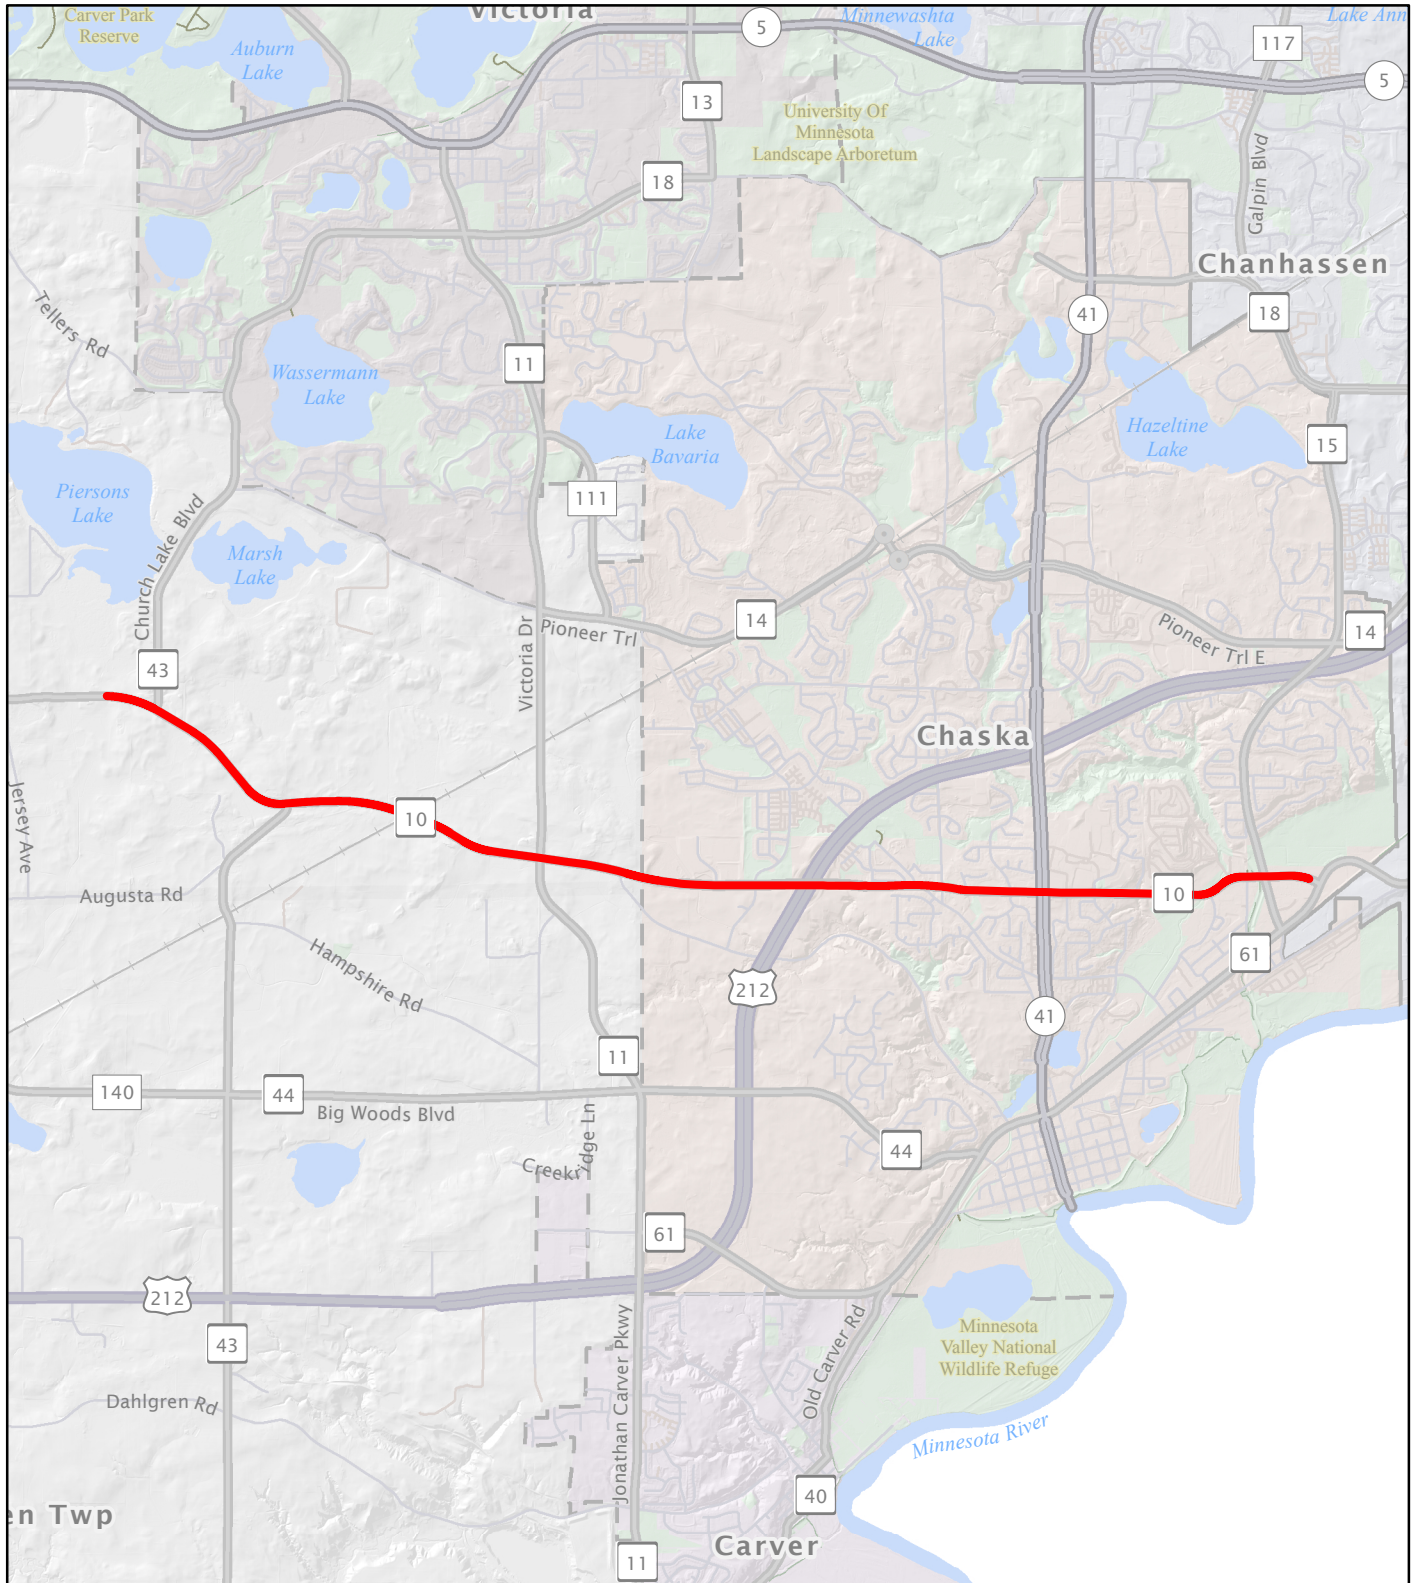 Carver Park
Reserve
Victoria
5
Minnewashta
Lake
Lake Ann
117
Auburn
Lake
5
13
University Of
Minnesota
Landscape Arboretum
18
Galpin Blvd
Chanhassen
Tellers Rd
41
18
11
Wassermann
Lake
Lake
Bavaria
Hazeltine
Lake
15
Piersons
Lake
111
Church Lake Blvd
Marsh
Lake
14
Pioneer Trl
Pioneer Trl E
14
43
Victoria Dr
Chaska
Jersey Ave
10
Augusta Rd
10
Hampshire Rd
61
212
41
11
140
44
Big Woods Blvd
Creekridge Ln
44
61
212
43
Jonathan Carver Pkwy
Old Carver Rd
Minnesota
Valley National
Wildlife Refuge
Dahlgren Rd
Minnesota River
40
en Twp
Carver
11